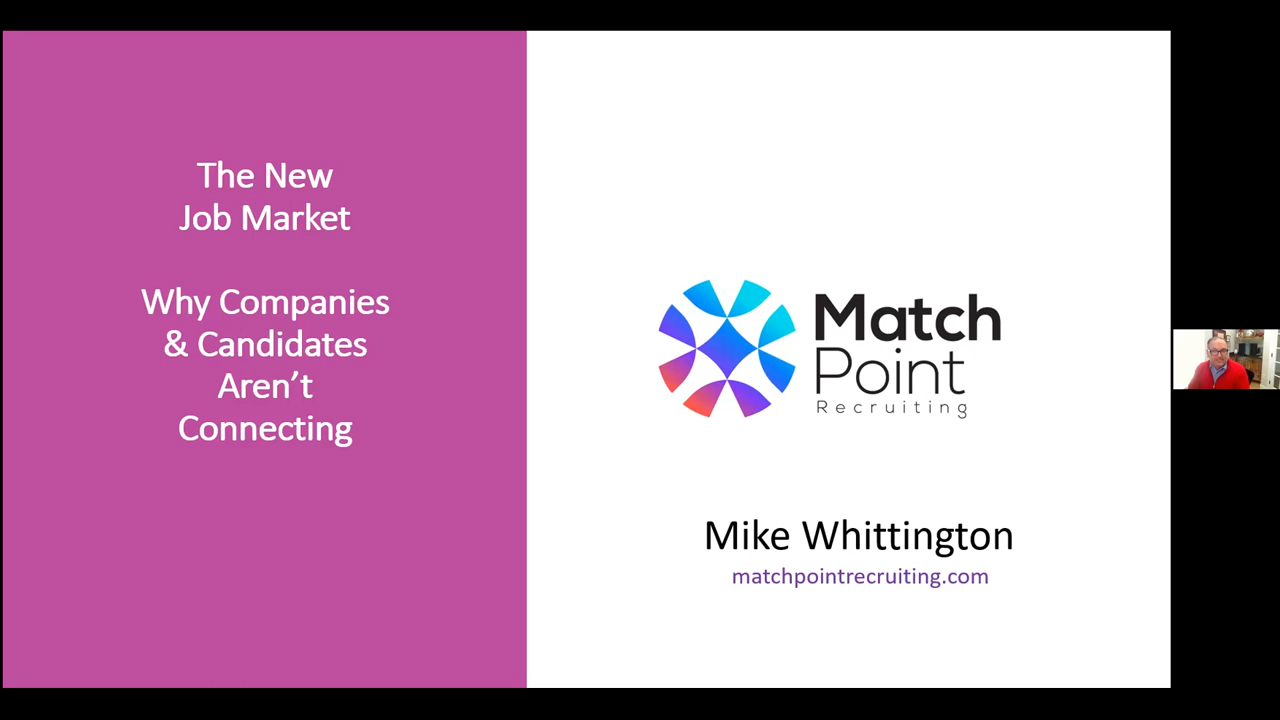 The New
Job Market
Why Companies
& Candidates
Aren’t
Connecting
Match
Point
Recruiting
Mike Whittington
matchpointrecruiting.com